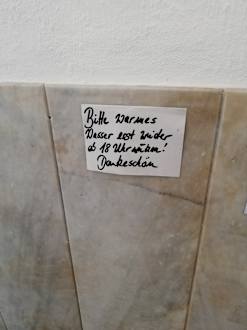 Bitte warmes
Wasser erst wieder
ab 18 Uhr nutzen!
Dankeschön